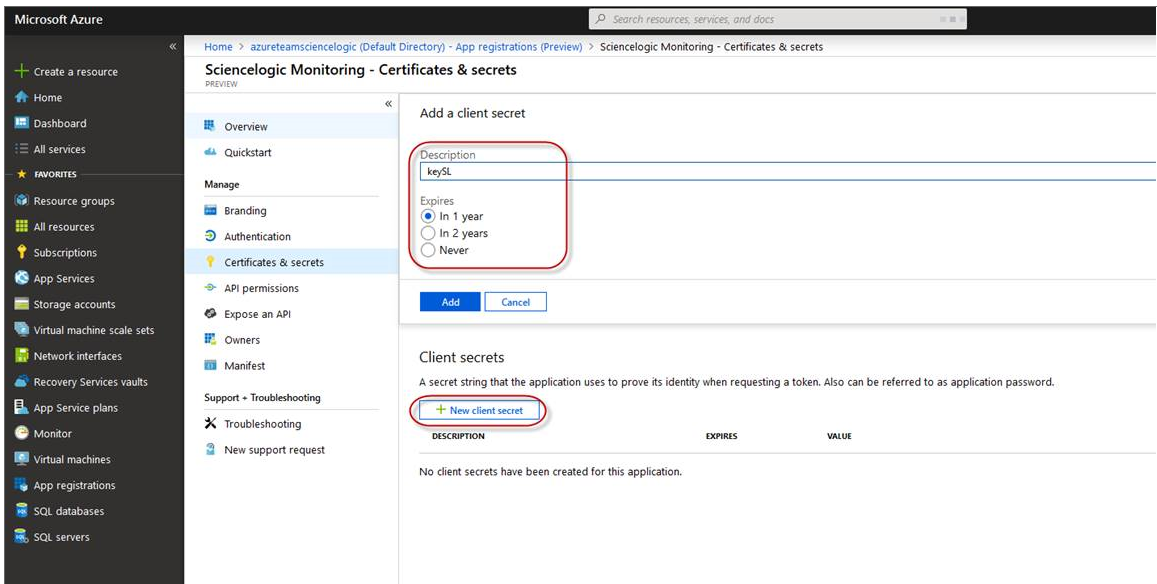 Microsoft Azure
Search resources, services, and docs
«
Home > azureteamsciencelogic (Default Directory) - App registrations (Preview) > Sciencelogic Monitoring - Certificates & secrets
Sciencelogic Monitoring - Certificates & secrets
PREVIEW
Create a resource
Home
Dashboard
All services
FAVORITES
Resource groups
All resources
Subscriptions
App Services
Storage accounts
Virtual machine scale sets
Network interfaces
Recovery Services vaults
App Service plans
Monitor
Virtual machines
App registrations
SQL databases
SQL servers
«
Overview
Quickstart
Manage
Branding
Authentication
Certificates & secrets
API permissions
Expose an API
Owners
Manifest
Support + Troubleshooting
Troubleshooting
New support request
Add a client secret
Description
keySL
Expires
In 1 year
In 2 years
Never
Add Cancel
Client secrets
A secret string that the application uses to prove its identity when requesting a token. Also can be referred to as application password.
+ New client secret
DESCRIPTION EXPIRES VALUE
No client secrets have been created for this application.